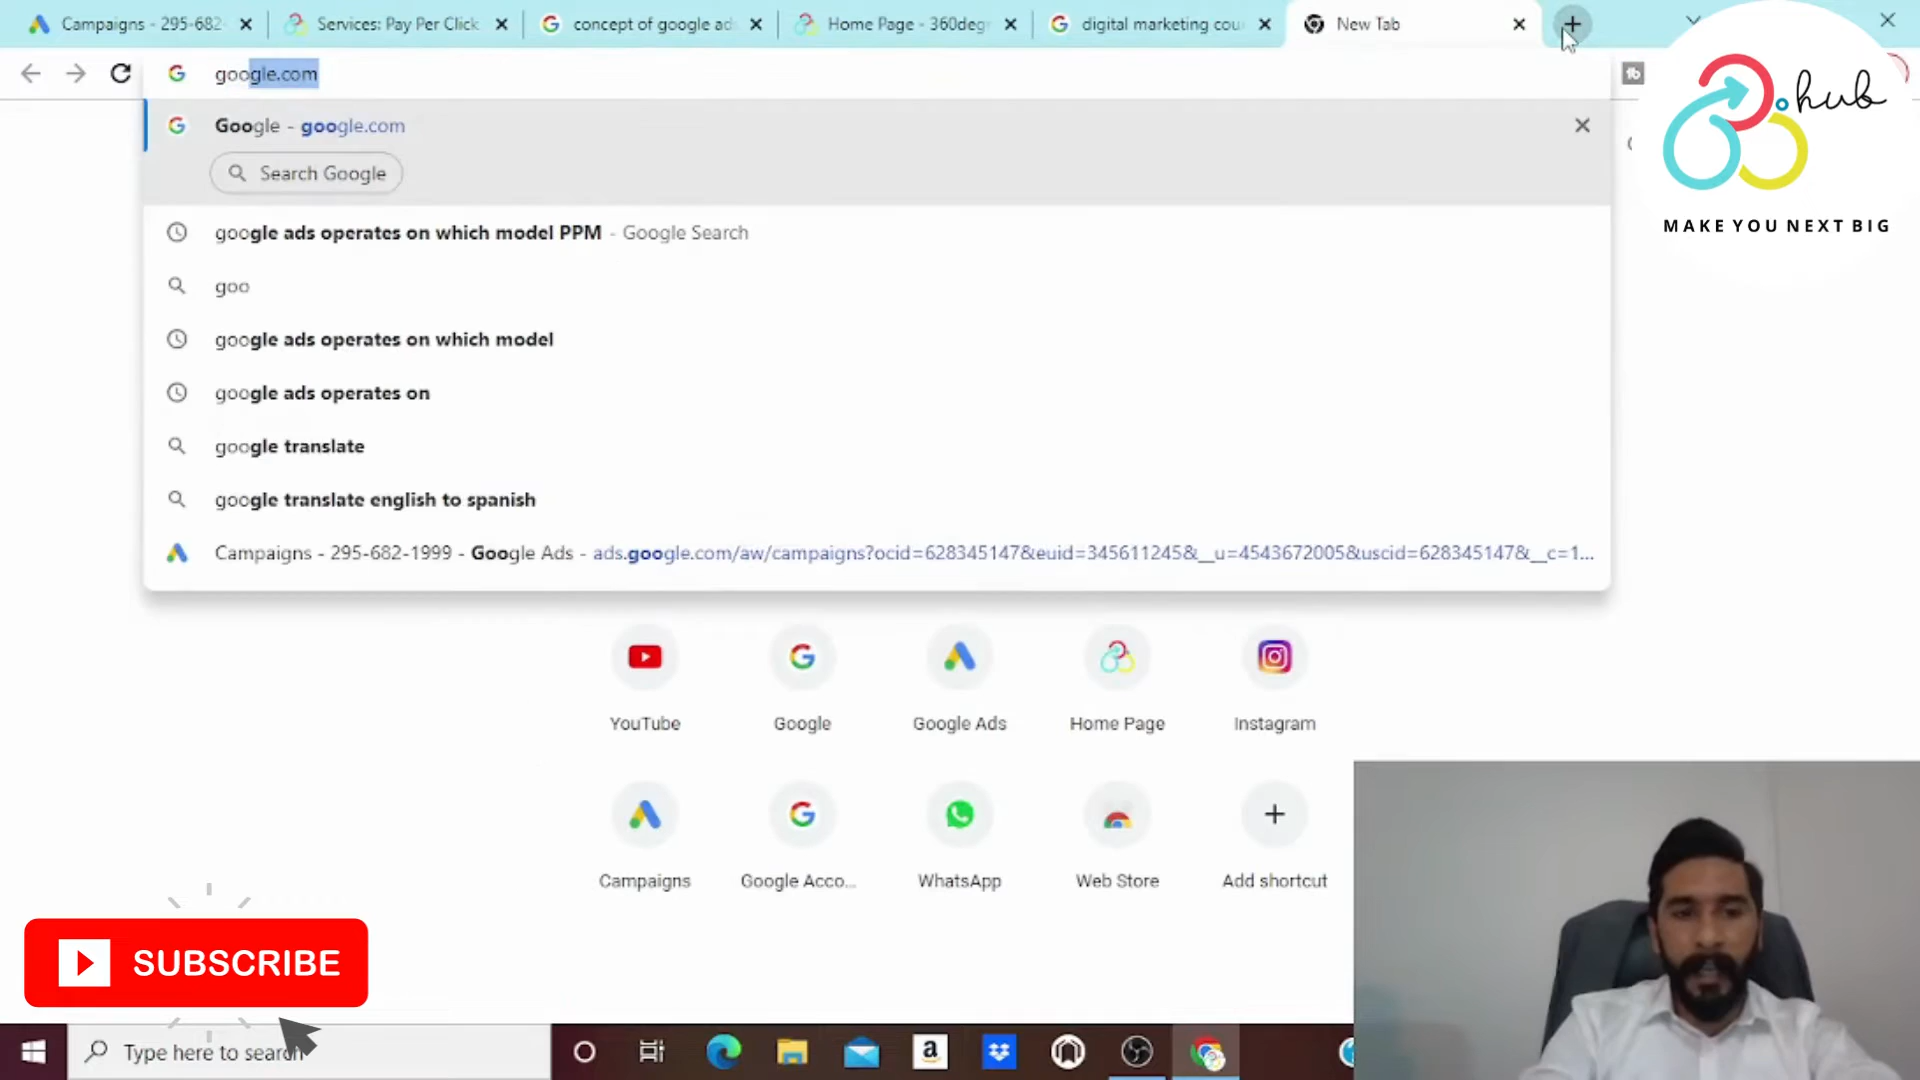 Campaigns - 295-682-
Services: Pay Per Click
concept of google ads
Home Page - 360degr
digital marketing cou
New Tab
google.com
Google - google.com
Search Google
google ads operates on which model PPM - Google Search
goo
google ads operates on which model
google ads operates on
google translate
google translate english to spanish
Campaigns - 295-682-1999 - Google Ads - ads.google.com/aw/campaigns?ocid=628345147&euid=345611245&__u=4543672005&uscid=628345147&__c=1...
.hub
MAKE YOU NEXT BIG
YouTube
Google
Google Ads
Home Page
Instagram
Campaigns
Google Acco...
WhatsApp
Web Store
Add shortcut
SUBSCRIBE
Type here to search